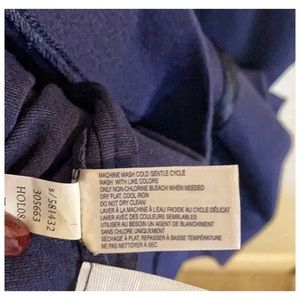 MACHINE WASH COLD GENTLE CYCLE
WASH WITH LIKE COLORS
ONLY NON-CHLORINE BLEACH WHEN NEEDED
DRY FLAT, COOL IRON
DO NOT DRY CLEAN/
LAVER À LA MACHINE À L'EAU FROIDE AU CYCLE DÉLICAT
LAVER AVEC DES COULEURS SEMBLABLES
UTILISER AU BESOIN UN AGENT DE BLANCHIMENT
SANS CHLORE UNIQUEMENT
SÉCHAGE À PLAT, REPASSER À BASSE TEMPÉRATURE
NE PAS NETTOYER À SEC
s/581432
305663
HOL08